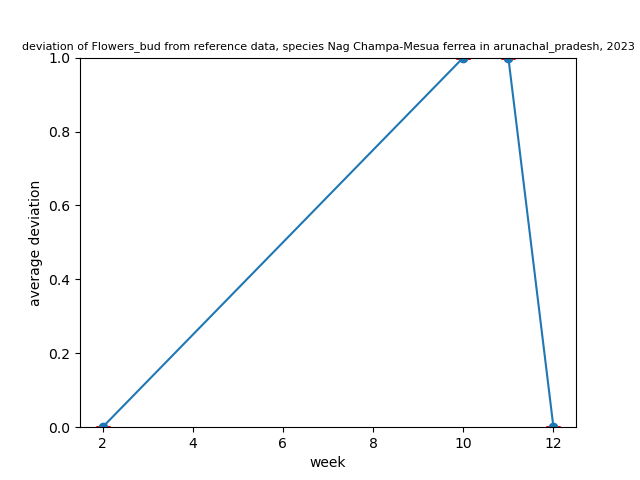 deviation of Flowers_bud from reference data, species Nag Champa-Mesua ferrea in arunachal_pradesh, 2023
1.0
0.8
0.6
0.4
0.2
0.0
average deviation
2 4 6 8 10 12
week